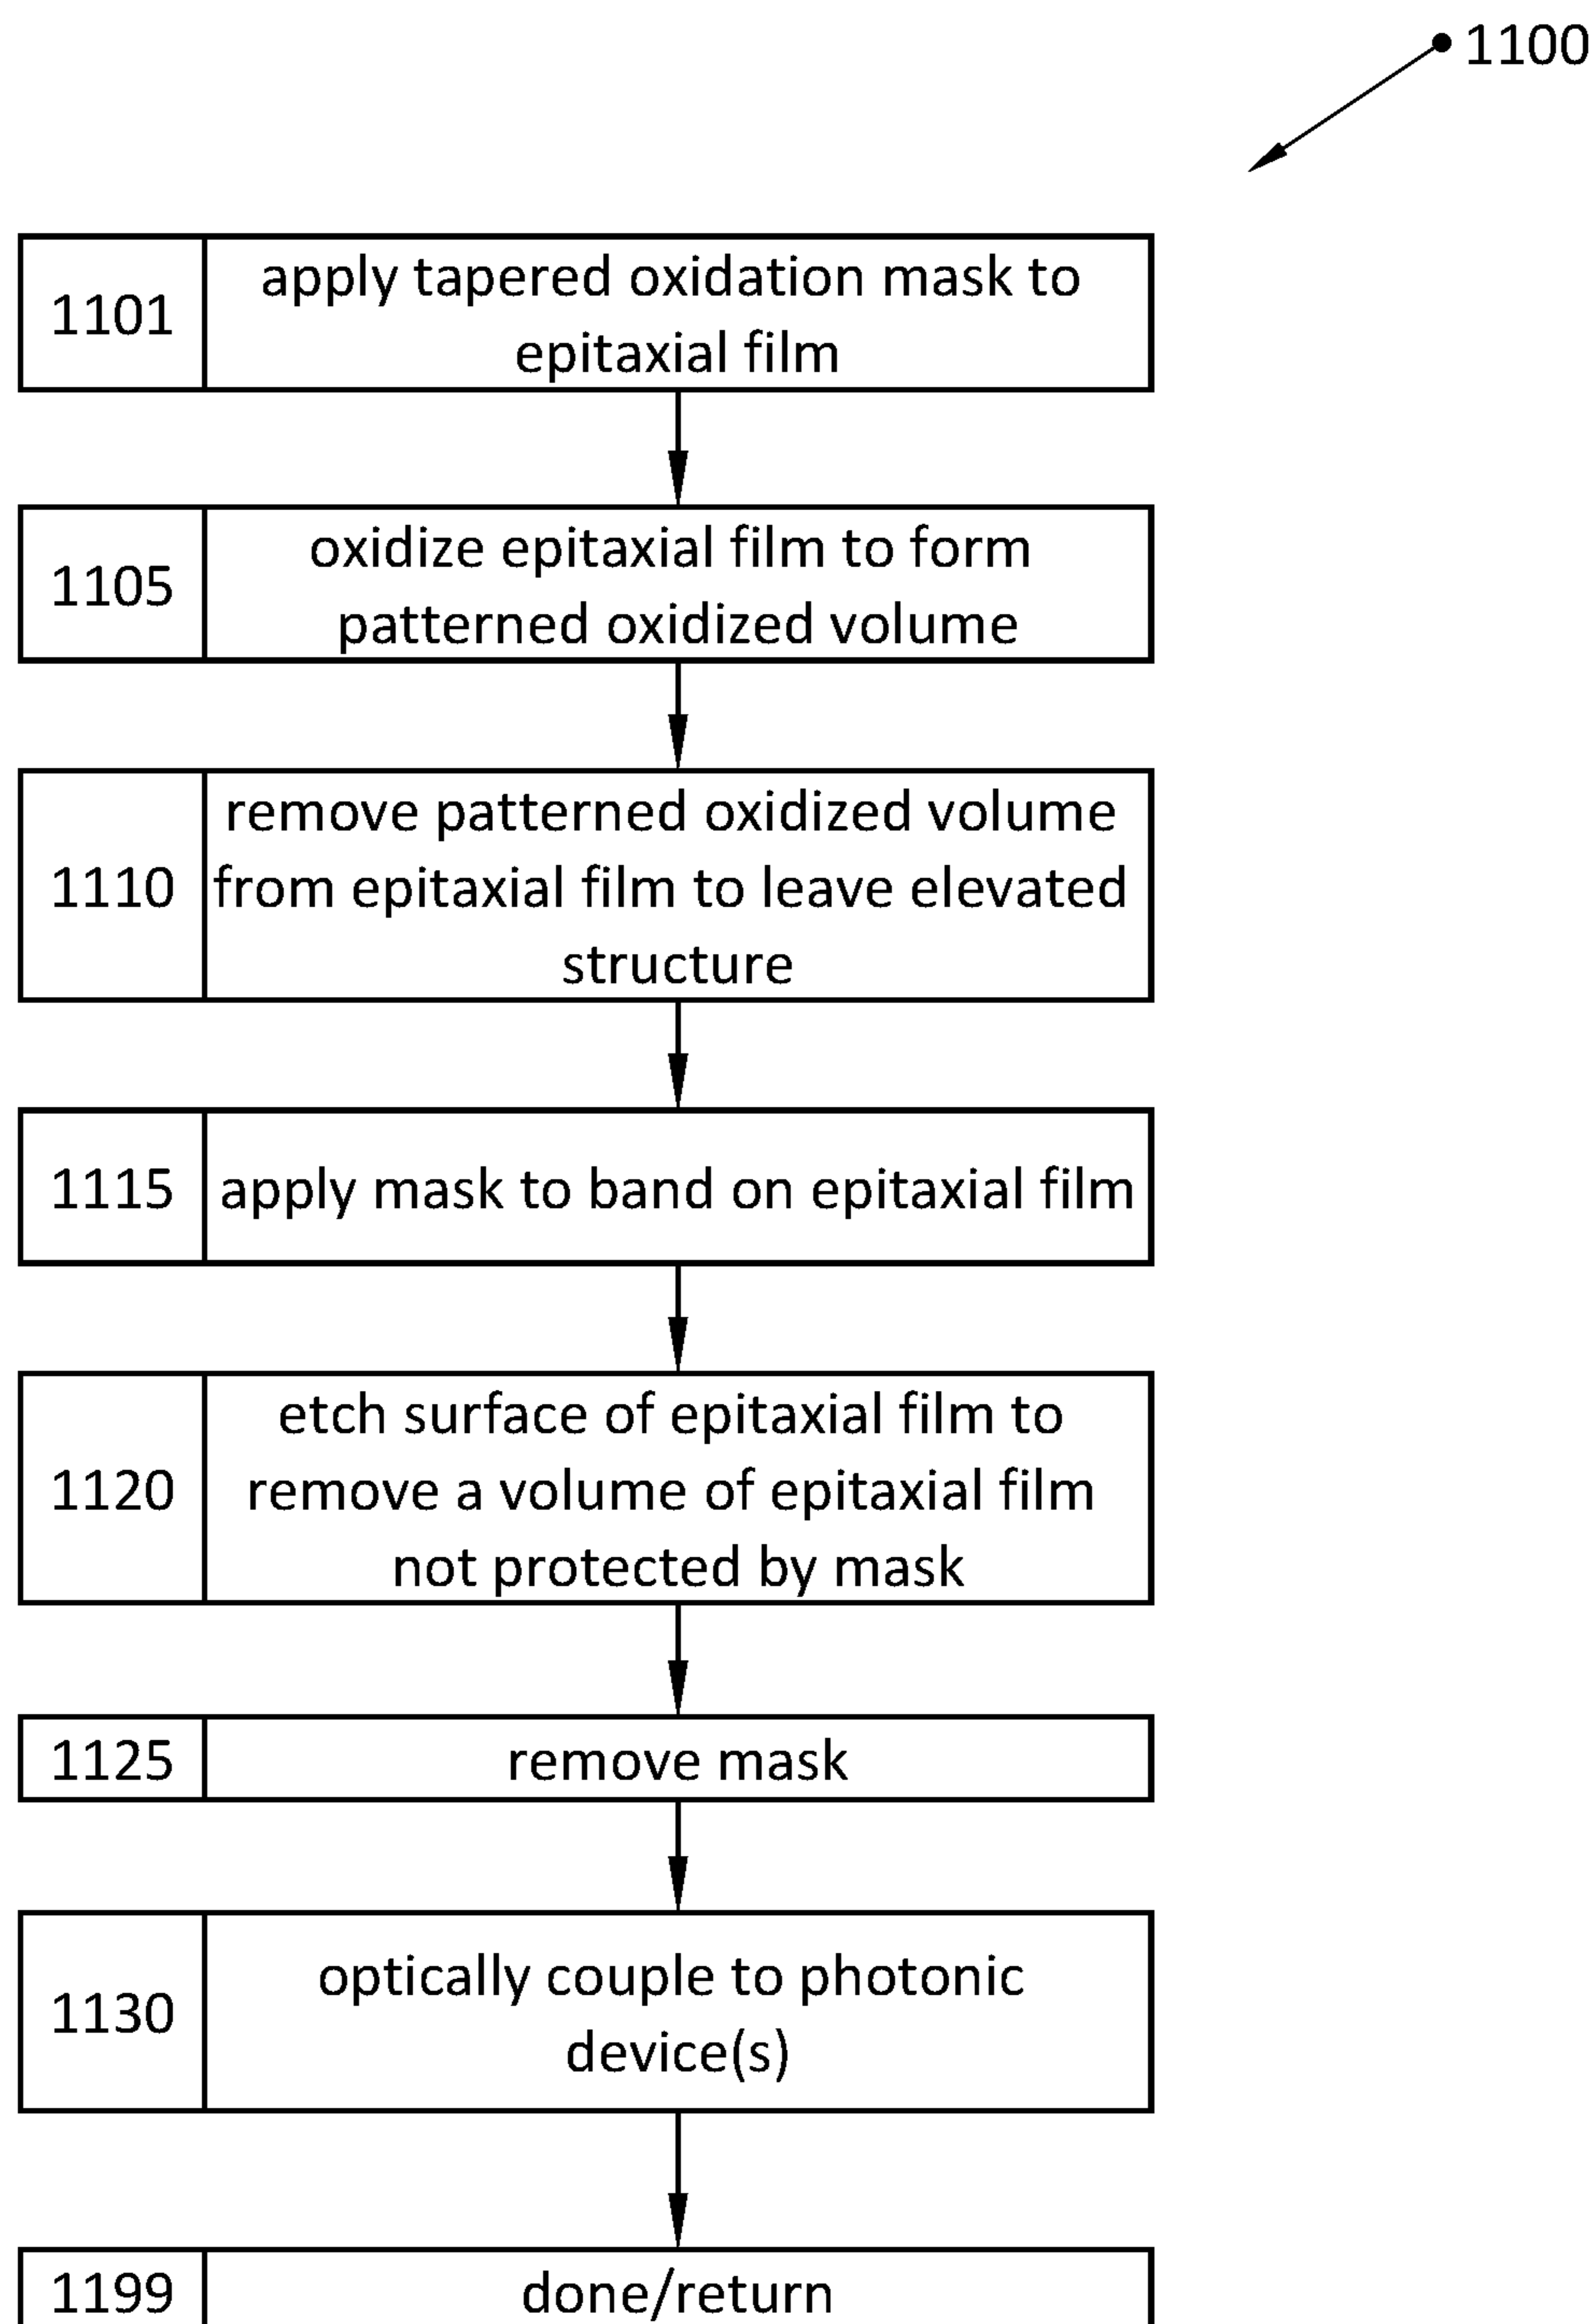 1100
1101
apply tapered oxidation mask to
epitaxial film
1105
oxidize epitaxial film to form
patterned oxidized volume
1110
remove patterned oxidized volume
from epitaxial film to leave elevated
structure
1115
apply mask to band on epitaxial film
1120
etch surface of epitaxial film to
remove a volume of epitaxial film
not protected by mask
1125
remove mask
1130
optically couple to photonic
device(s)
1199
done/return